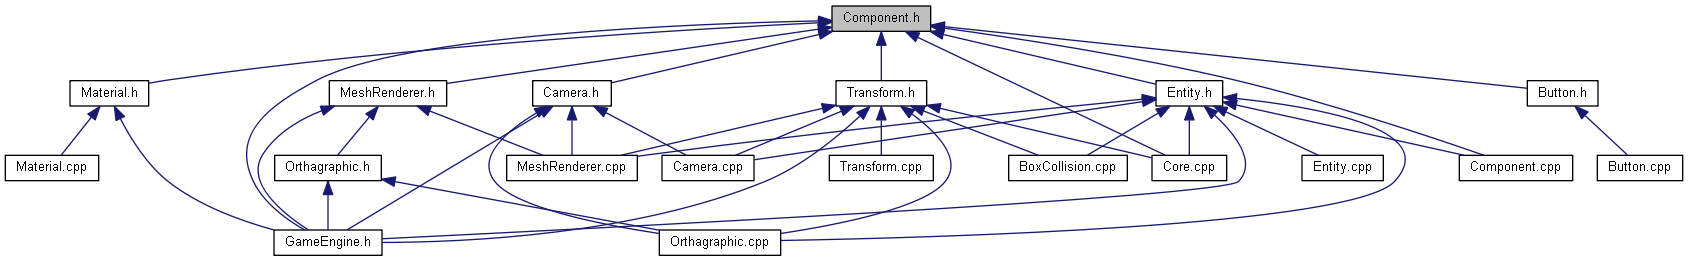 Component.h
Material.h
MeshRenderer.h
Camera.h
Transform.h
Entity.h
Button.h
Material.cpp
Orthagraphic.h
MeshRenderer.cpp
Camera.cpp
Transform.cpp
BoxCollision.cpp
Core.cpp
Entity.cpp
Component.cpp
Button.cpp
GameEngine.h
Orthagraphic.cpp